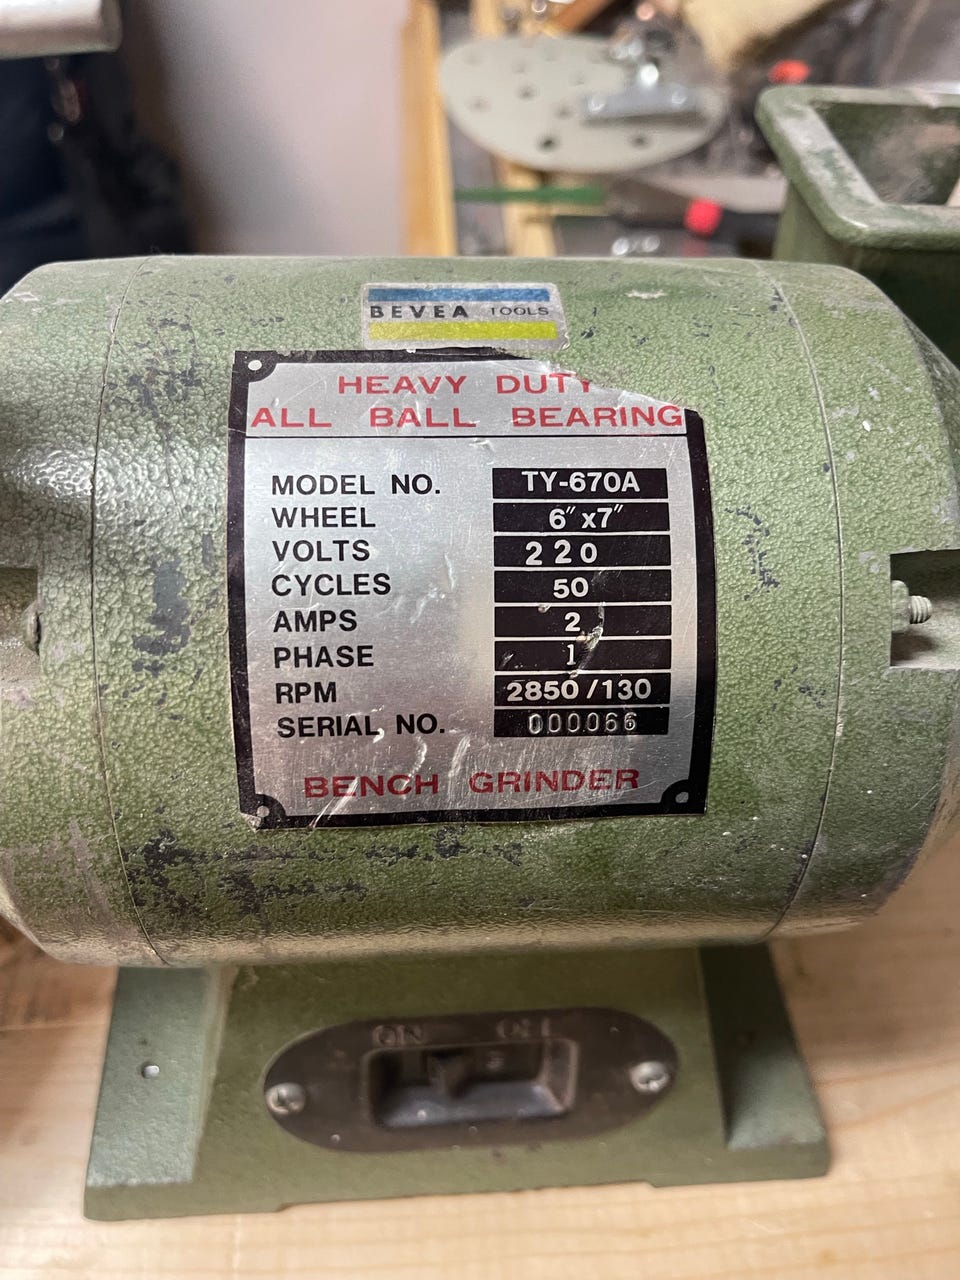 BEVEA TOOLS
HEAVY DUTY
ALL BALL BEARING
MODEL NO. TY-670A
WHEEL 6"x7"
VOLTS 220
CYCLES 50
AMPS 2
PHASE 1
RPM 2850/130
SERIAL NO. 000066
BENCH GRINDER
ON OFF